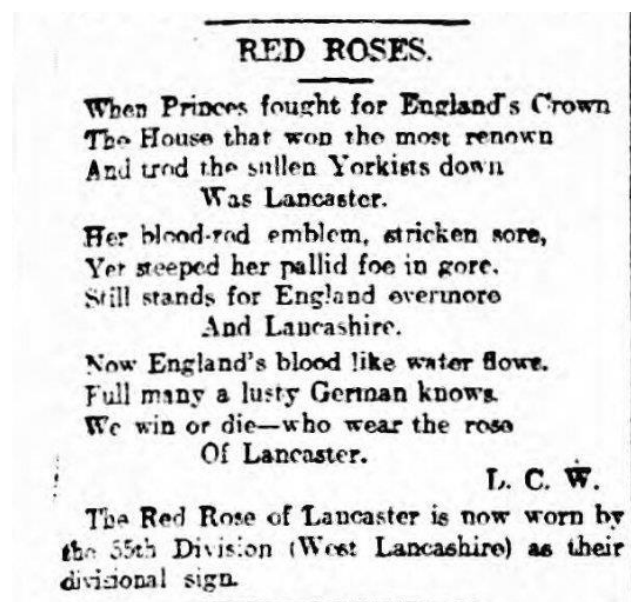 RED ROSES.
When Princes fought for England's Crown
The House that won the most renown
And trod the sullen Yorkists down
Was Lancaster.
Her blood-red emblem, stricken sore,
Yet steeped her pallid foe in gore.
Still stands for England evermore
And Lancashire.
Now England's blood like water flows.
Full many a lusty German knows.
We win or die—who wear the rose
Of Lancaster.
L. C. W.
The Red Rose of Lancaster is now worn by
the 55th Division (West Lancashire) as their
divisional sign.